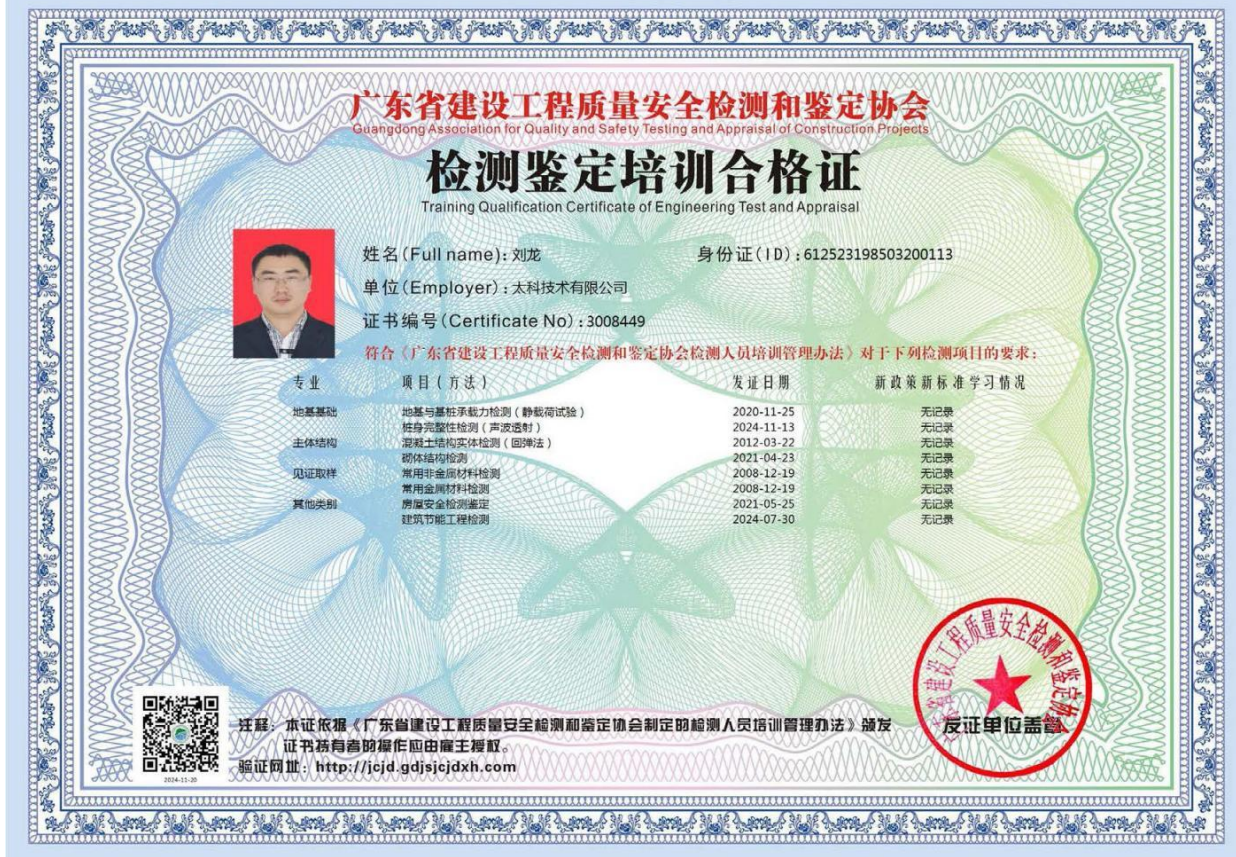 广东省建设工程质量安全检测和鉴定协会
Guangdong Association for Quality and Safety Testing and Appraisal of Construction Projects
检测鉴定培训合格证
Training Qualification Certificate of Engineering Test and Appraisal
姓名(Full name):刘龙 身份证(ID):612523198503200113
单位(Employer):太科技术有限公司
证书编号(Certificate No):3008449
符合《广东省建设工程质量安全检测和鉴定协会检测人员培训管理办法》对于下列检测项目的要求:
专业 项目(方法) 发证日期 新政策新标准学习情况
地基基础 地基与基桩承载力检测(静载荷试验) 2020-11-25 无记录
桩身完整性检测(声波透射) 2024-11-13 无记录
主体结构 混凝土结构实体检测(回弹法) 2012-03-22 无记录
砌体结构检测 2021-04-23 无记录
见证取样 常用非金属材料检测 2008-12-19 无记录
常用金属材料检测 2008-12-19 无记录
其他类别 房屋安全检测鉴定 2021-05-25 无记录
建筑节能工程检测 2024-07-30 无记录
广东省建设工程质量安全检测和鉴定协会
发证单位盖章
注释:本证依据《广东省建设工程质量安全检测和鉴定协会制定的检测人员培训管理办法》颁发
证书持有者的操作应由雇主授权。
验证网址:http://jcjd.gdjsjcjdxh.com
2024-11-20